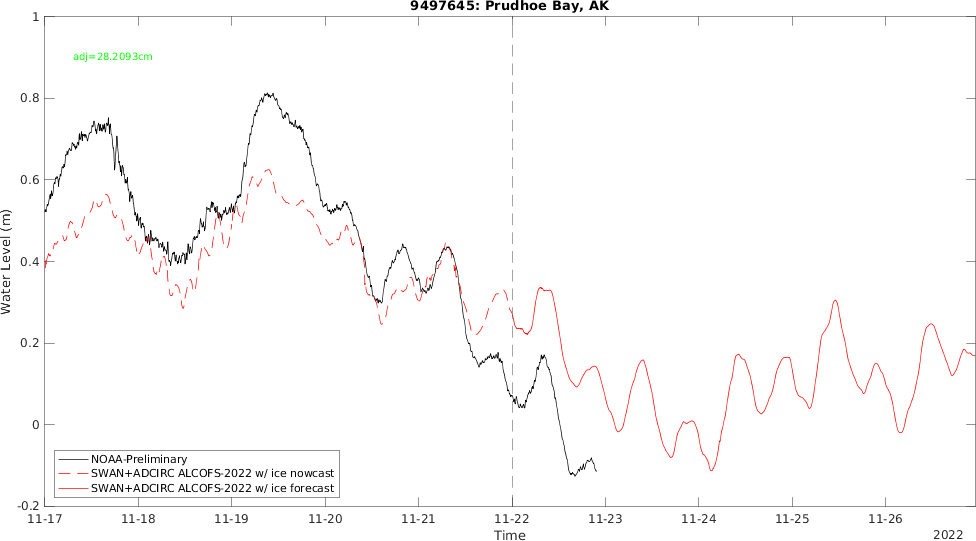 9497645: Prudhoe Bay, AK
adj=28.2093cm
1
0.8
0.6
0.4
0.2
0
-0.2
Water Level (m)
NOAA-Preliminary
SWAN+ADCIRC ALCOFS-2022 w/ ice nowcast
SWAN+ADCIRC ALCOFS-2022 w/ ice forecast
11-17 11-18 11-19 11-20 11-21 11-22 11-23 11-24 11-25 11-26
Time
2022